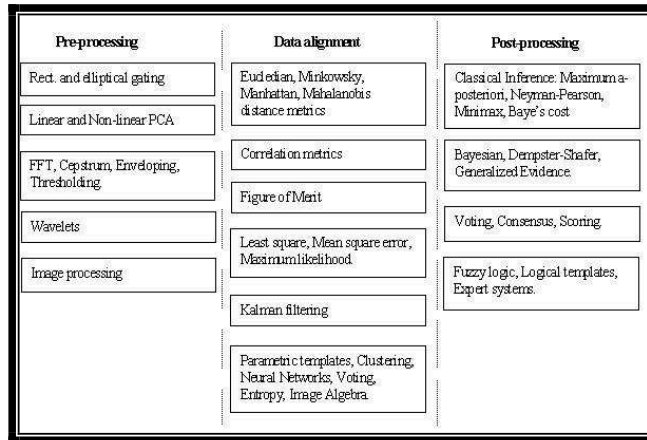 Pre-processing
Rect. and elliptical gating
Linear and Non-linear PCA
FFT, Cepstrum, Enveloping,
Thresholding.
Wavelets
Image processing
Data alignment
Eucledian, Minkowsky,
Manhattan, Mahalanobis
distance metrics
Correlation metrics
Figure of Merit
Least square, Mean square error,
Maximum likelihood.
Kalman filtering
Parametric templates, Clustering,
Neural Networks, Voting,
Entropy, Image Algebra.
Post-processing
Classical Inference: Maximum a-
posteriori, Neyman-Pearson,
Minimax, Baye's cost
Bayesian, Dempster-Shafer,
Generalized Evidence.
Voting, Consensus, Scoring.
Fuzzy logic, Logical templates,
Expert systems.